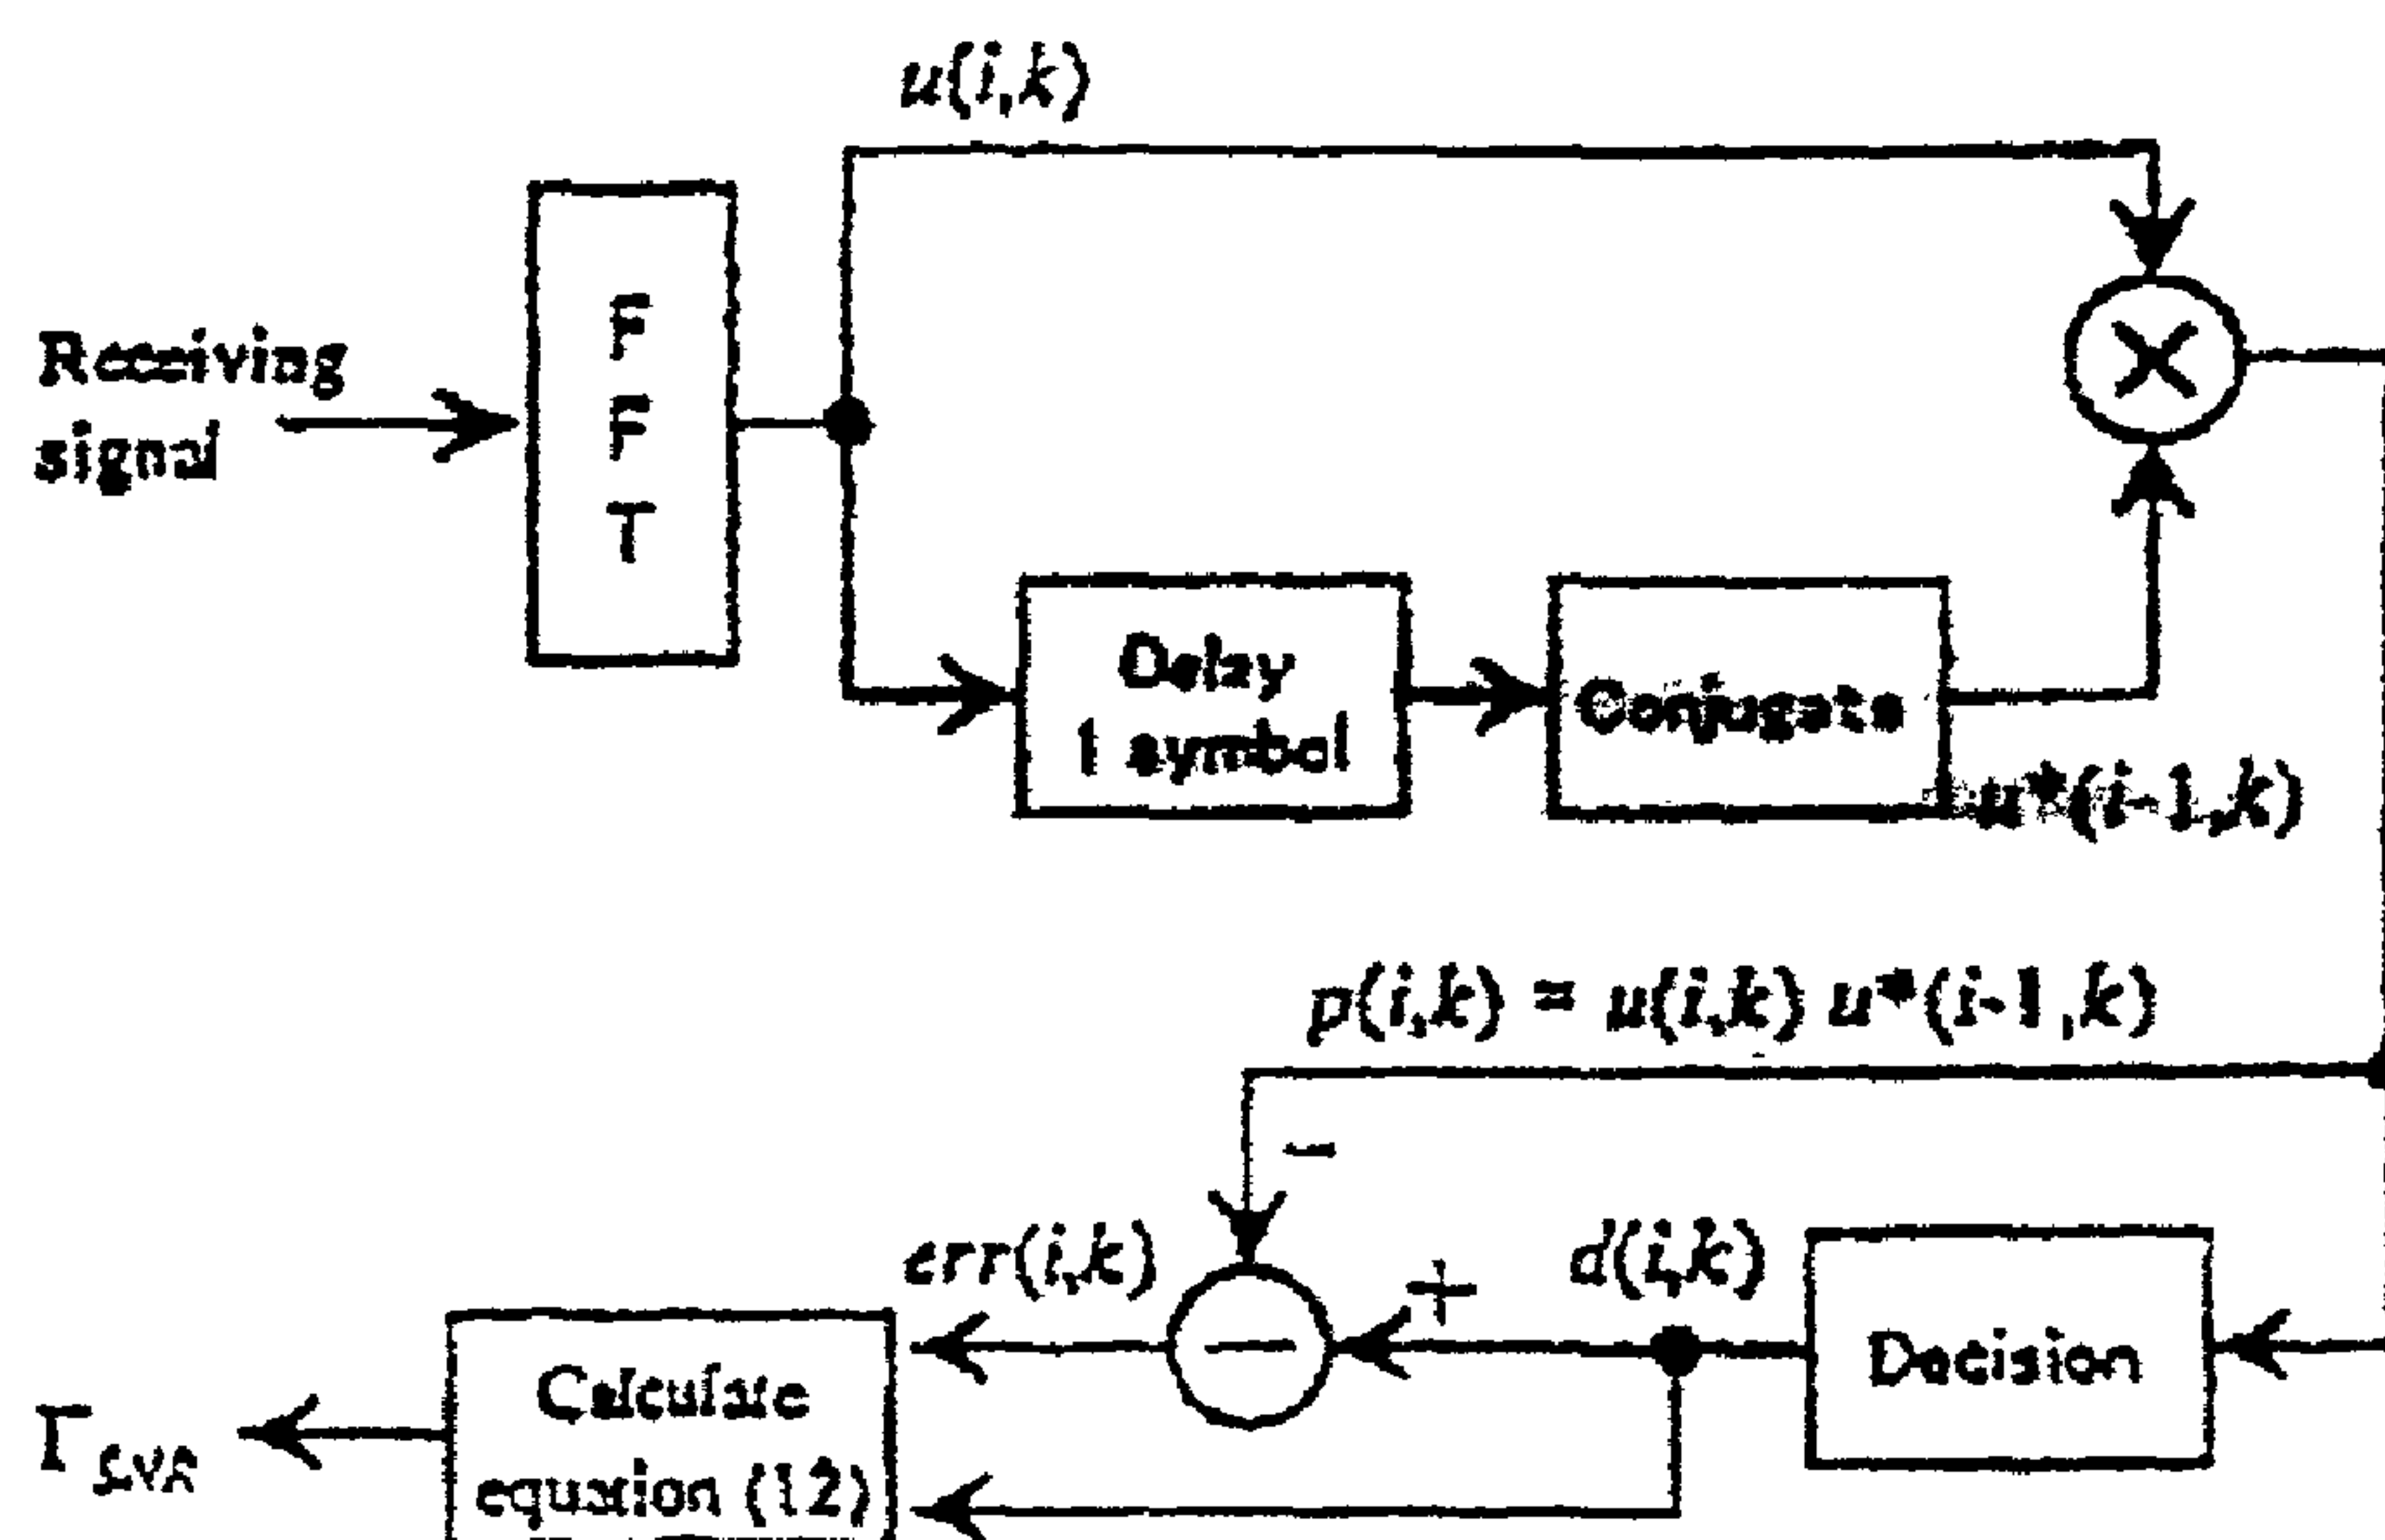 u(i,k)
F
F
T
Receiving
signal
Delay
1 symbol
Conjugate
u*(i-1,k)
p(i,k) = u(i,k) u*(i-1,k)
−
err(i,k)
+
d(i,k)
−
Decision
Calculate
equation (12)